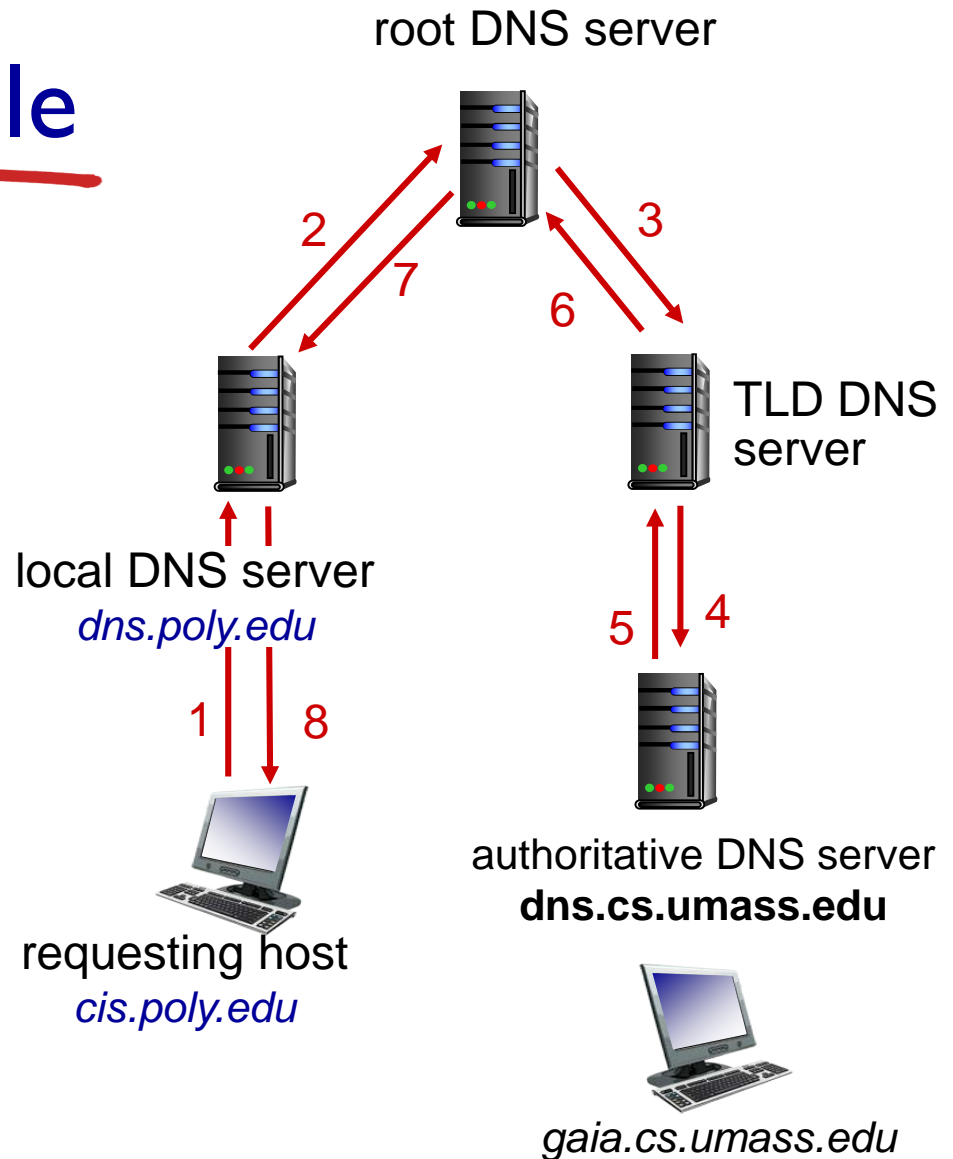 root DNS server
le
2
3
7
6
TLD DNS
server
local DNS server
dns.poly.edu
5
4
1
8
authoritative DNS server
dns.cs.umass.edu
requesting host
cis.poly.edu
gaia.cs.umass.edu